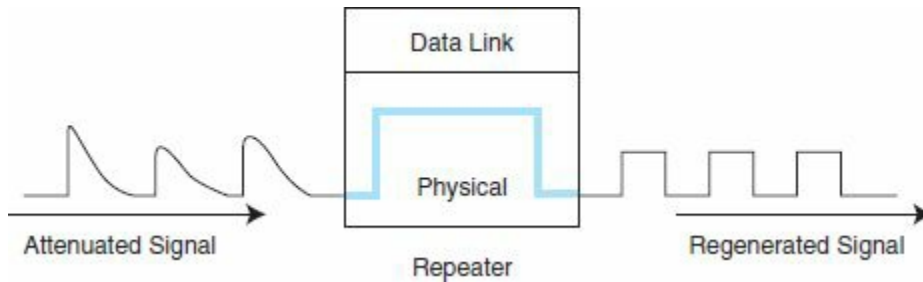 Data Link
Physical
Attenuated Signal
Regenerated Signal
Repeater